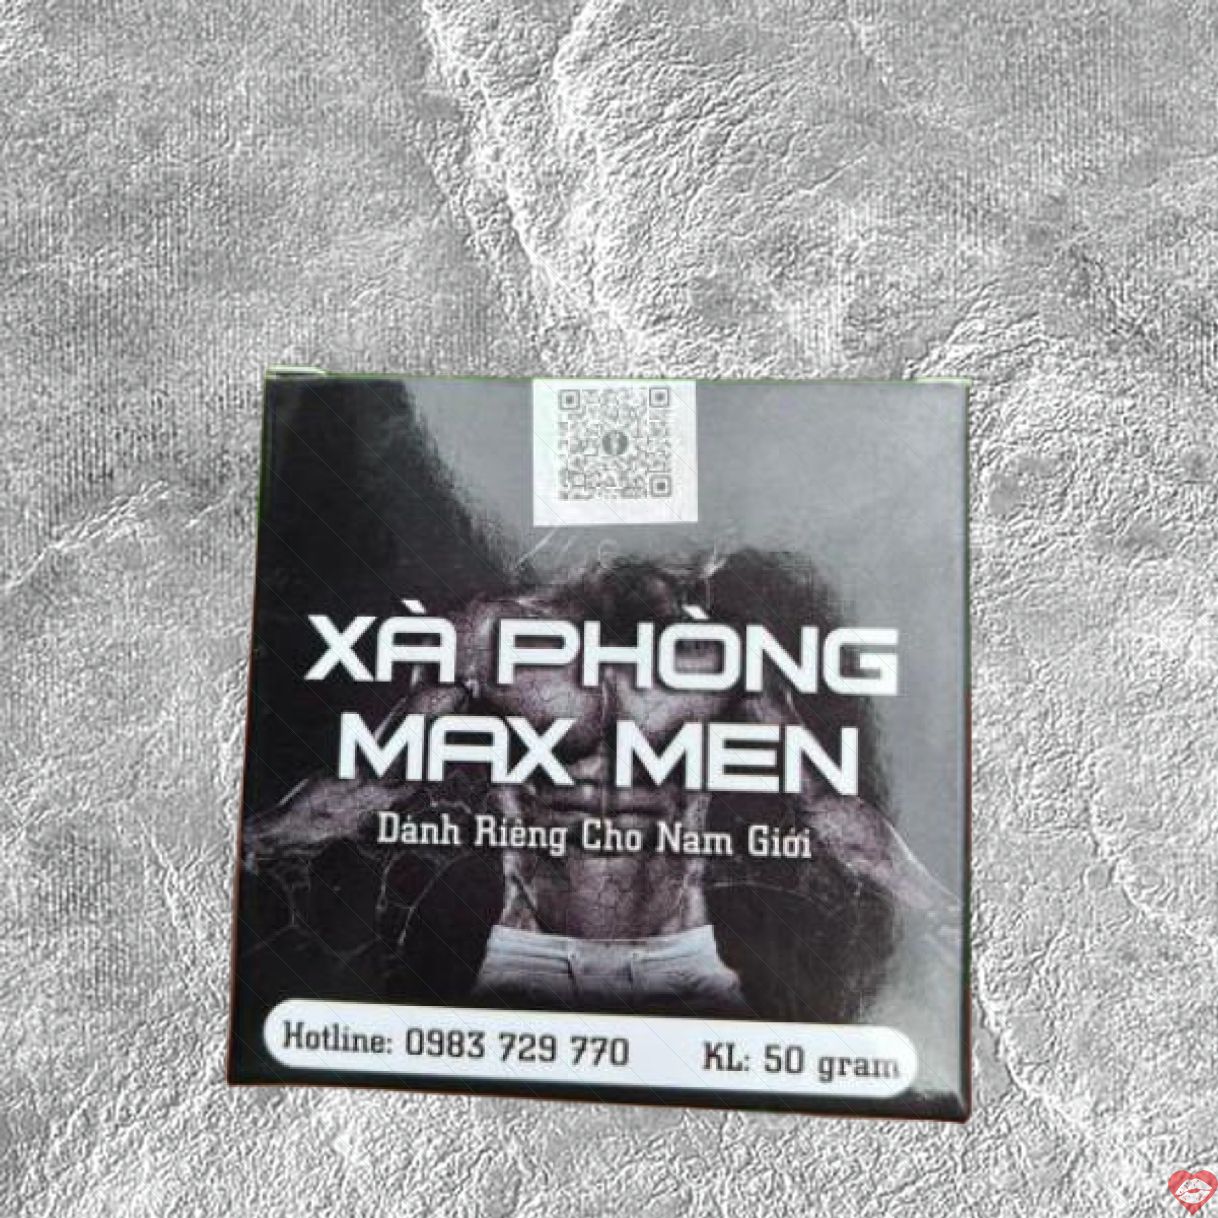 XÀ PHÒNG
MAX MEN
Dành Riêng Cho Nam Giới
Hotline: 0983 729 770 KL: 50 gram